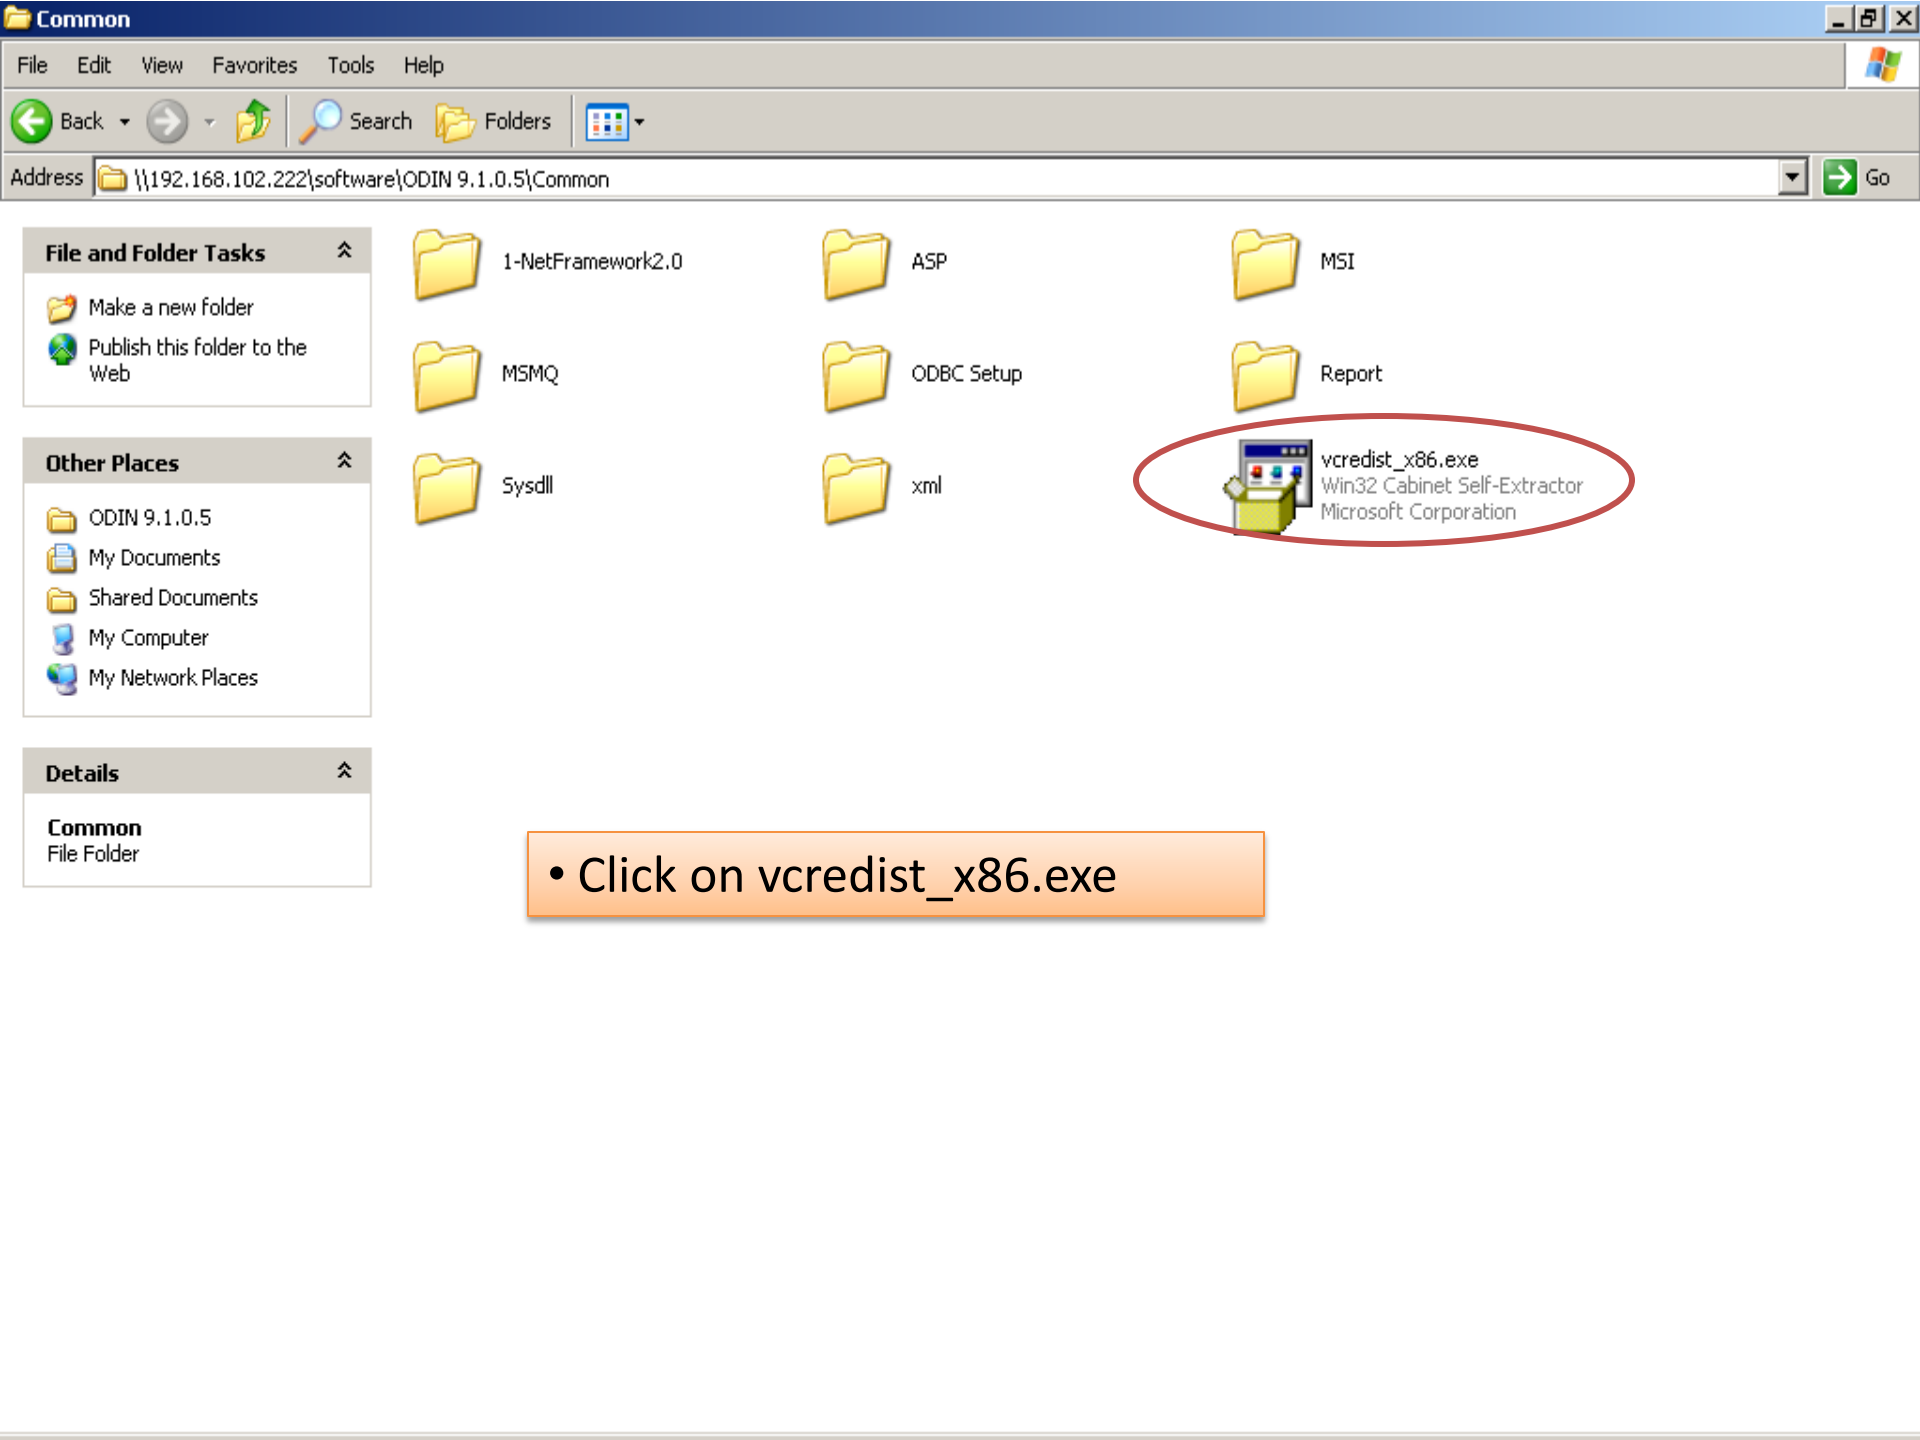 Common
File Edit View Favorites Tools Help
Back Search Folders
Address \\192.168.102.222\software\ODIN 9.1.0.5\Common Go
File and Folder Tasks
Make a new folder
Publish this folder to the
Web
Other Places
ODIN 9.1.0.5
My Documents
Shared Documents
My Computer
My Network Places
Details
Common
File Folder
1-NetFramework2.0 ASP MSI
MSMQ ODBC Setup Report
Sysdll xml vcredist_x86.exe
Win32 Cabinet Self-Extractor
Microsoft Corporation
• Click on vcredist_x86.exe